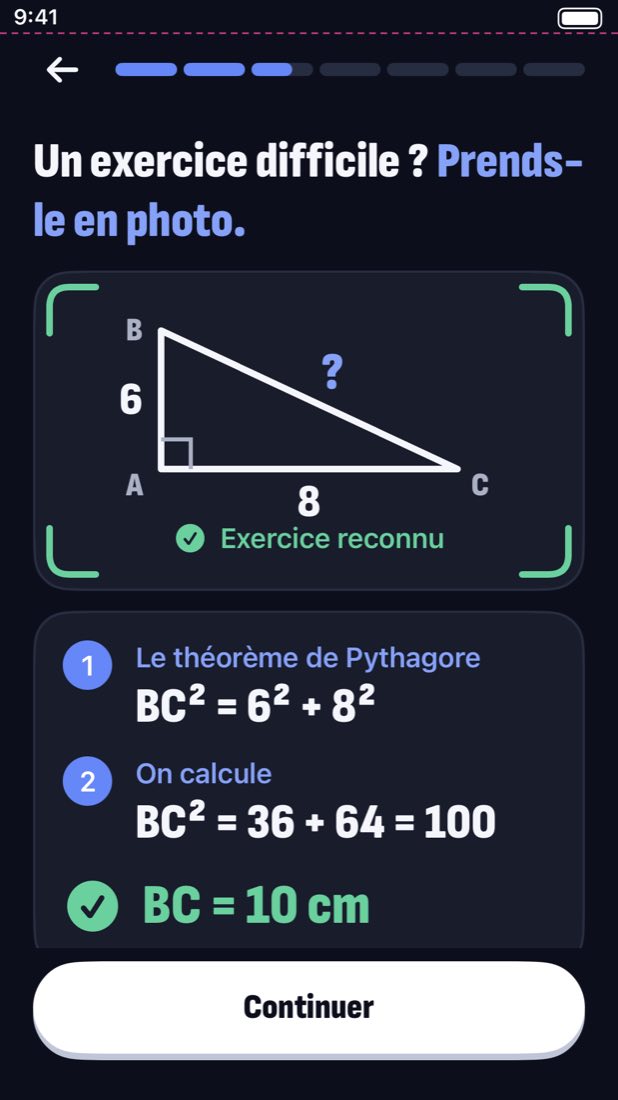 9:41
Un exercice difficile ? Prends-
le en photo.
B
?
6
A
C
8
Exercice reconnu
1
Le théorème de Pythagore
BC² = 6² + 8²
2
On calcule
BC² = 36 + 64 = 100
BC = 10 cm
Continuer